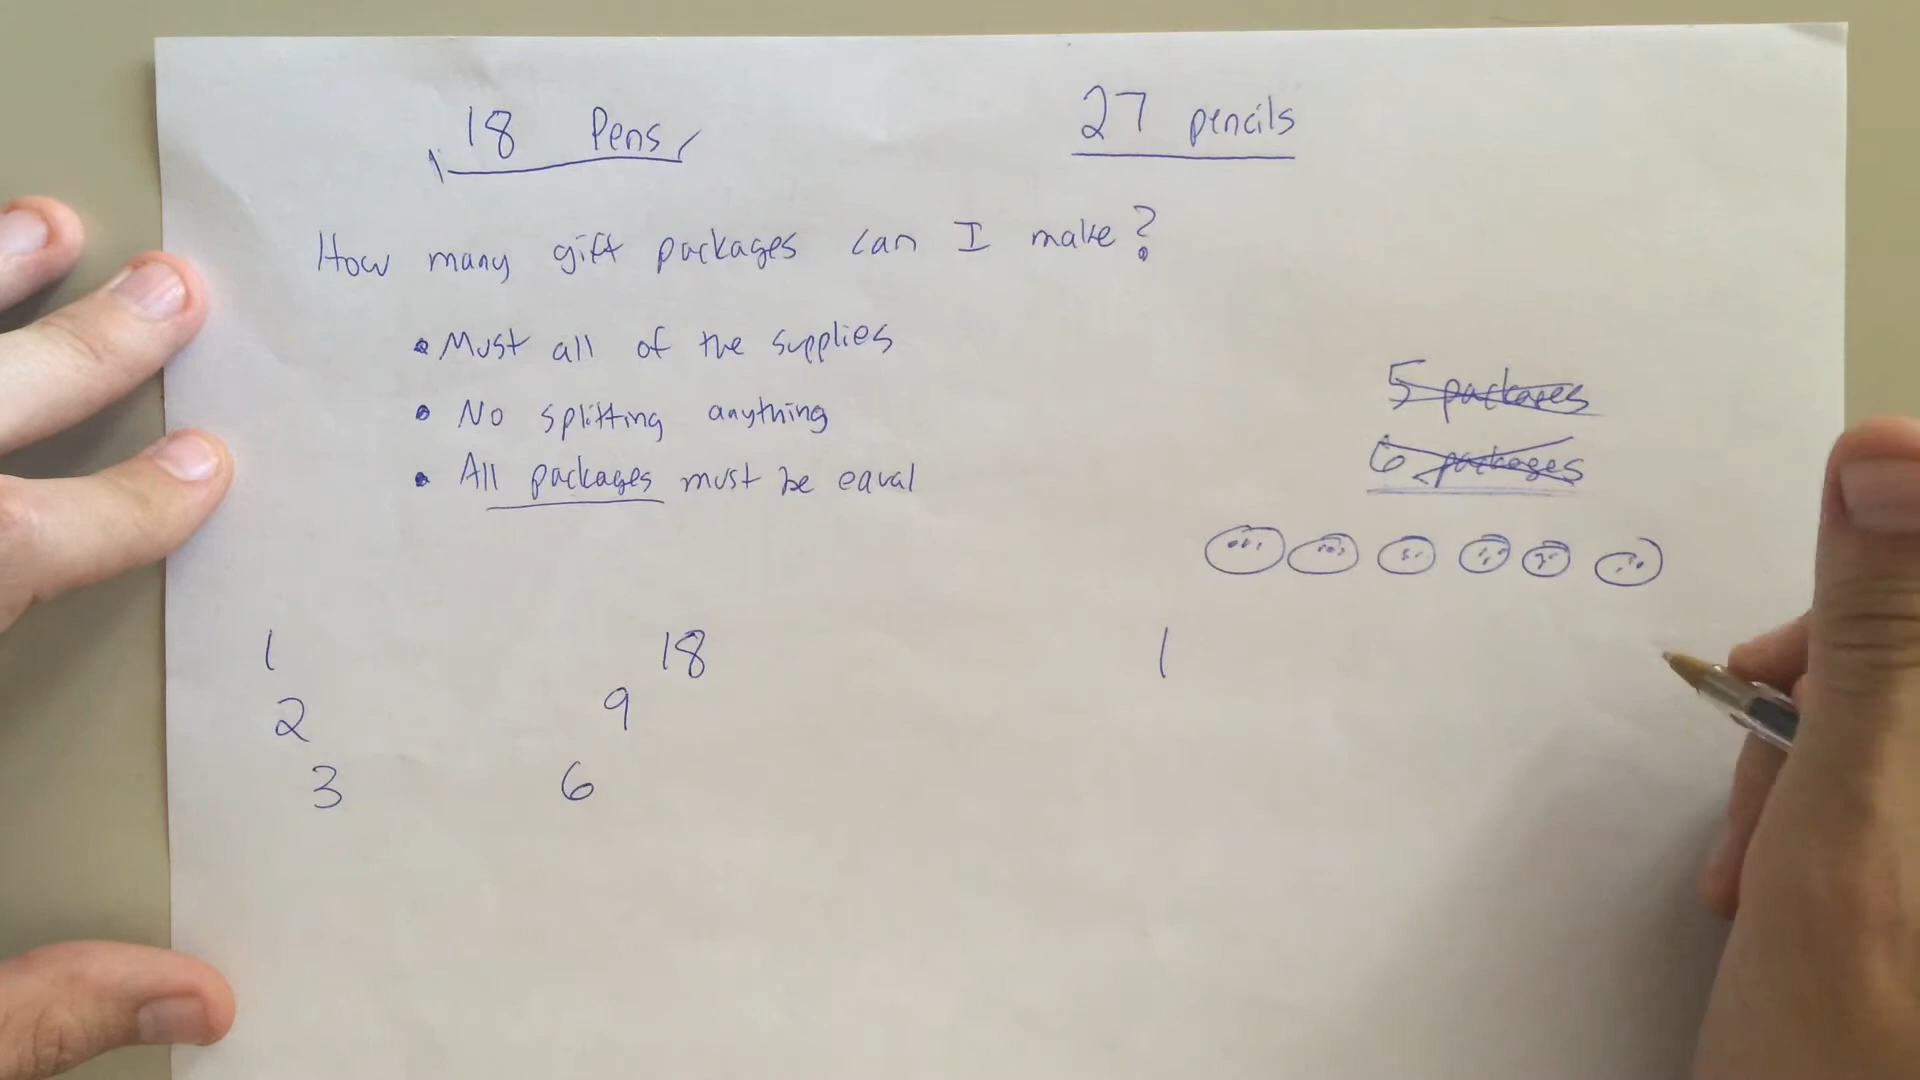 18 Pens
27 pencils
How many gift packages can I make?
• Must all of the supplies
• No splitting anything
• All packages must be eaual
5 packages
6 packages
1 18
2 9
3 6
1